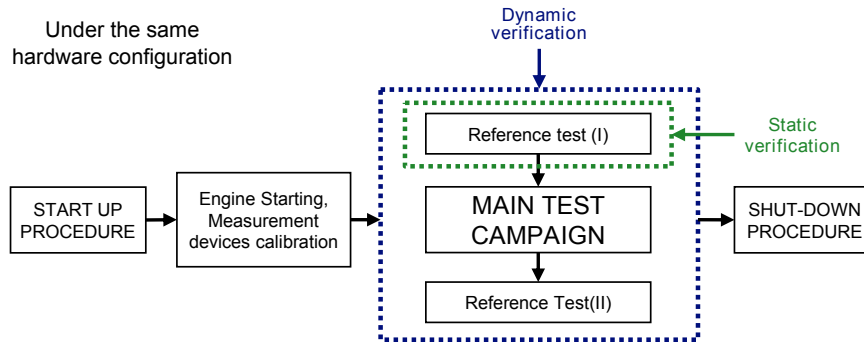 Under the same
hardware configuration
Dynamic
verification
Reference test (I)
Static
verification
START UP
PROCEDURE
Engine Starting,
Measurement
devices calibration
MAIN TEST
CAMPAIGN
SHUT-DOWN
PROCEDURE
Reference Test(II)